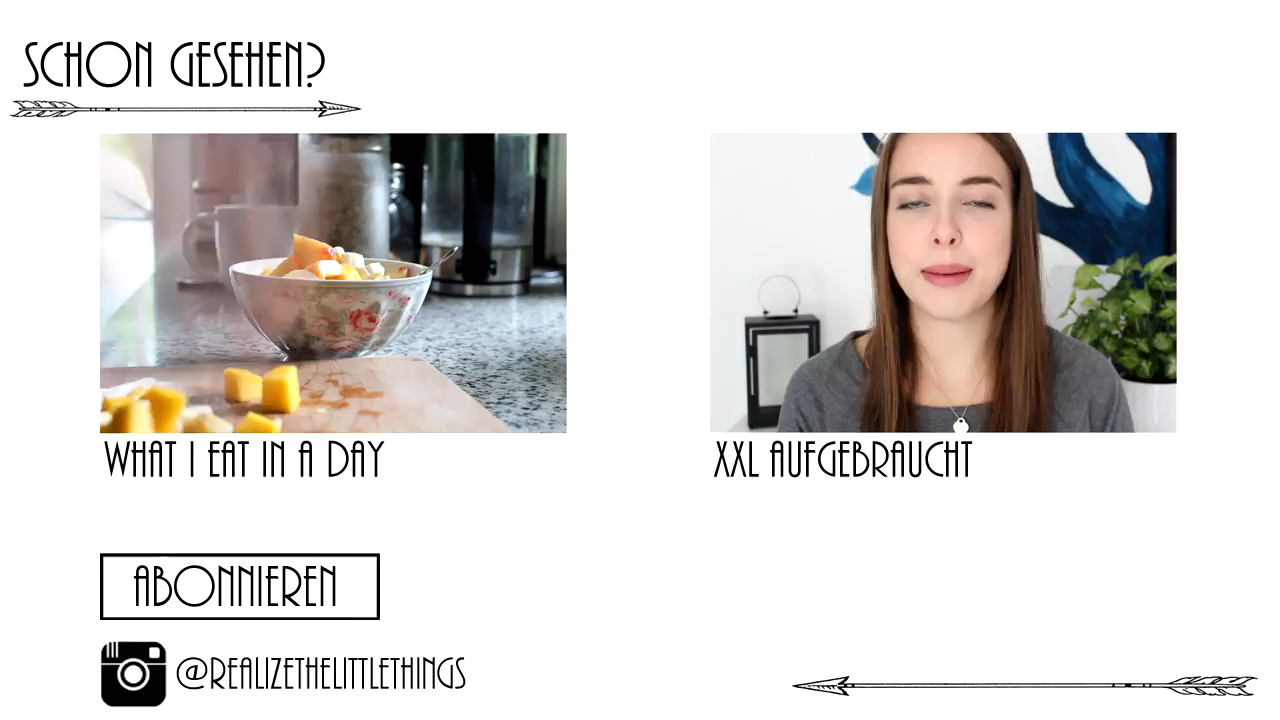 SCHON GESEHEN?
WHAT I EAT IN A DAY
XXL AUFGEBRAUCHT
ABONNIEREN
@REALIZETHELITTLETHINGS